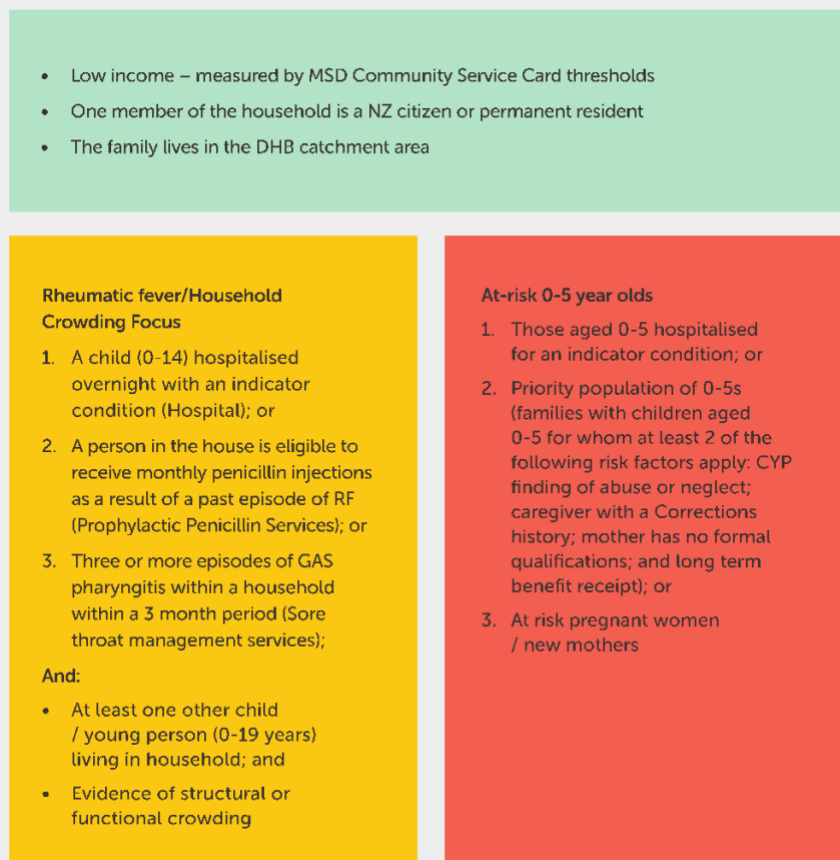 • Low income – measured by MSD Community Service Card thresholds
• One member of the household is a NZ citizen or permanent resident
• The family lives in the DHB catchment area
Rheumatic fever/Household
Crowding Focus
1. A child (0-14) hospitalised
overnight with an indicator
condition (Hospital); or
2. A person in the house is eligible to
receive monthly penicillin injections
as a result of a past episode of RF
(Prophylactic Penicillin Services); or
3. Three or more episodes of GAS
pharyngitis within a household
within a 3 month period (Sore
throat management services);
And:
• At least one other child
/ young person (0-19 years)
living in household; and
• Evidence of structural or
functional crowding
At-risk 0-5 year olds
1. Those aged 0-5 hospitalised
for an indicator condition; or
2. Priority population of 0-5s
(families with children aged
0-5 for whom at least 2 of the
following risk factors apply: CYP
finding of abuse or neglect;
caregiver with a Corrections
history; mother has no formal
qualifications; and long term
benefit receipt); or
3. At risk pregnant women
/ new mothers